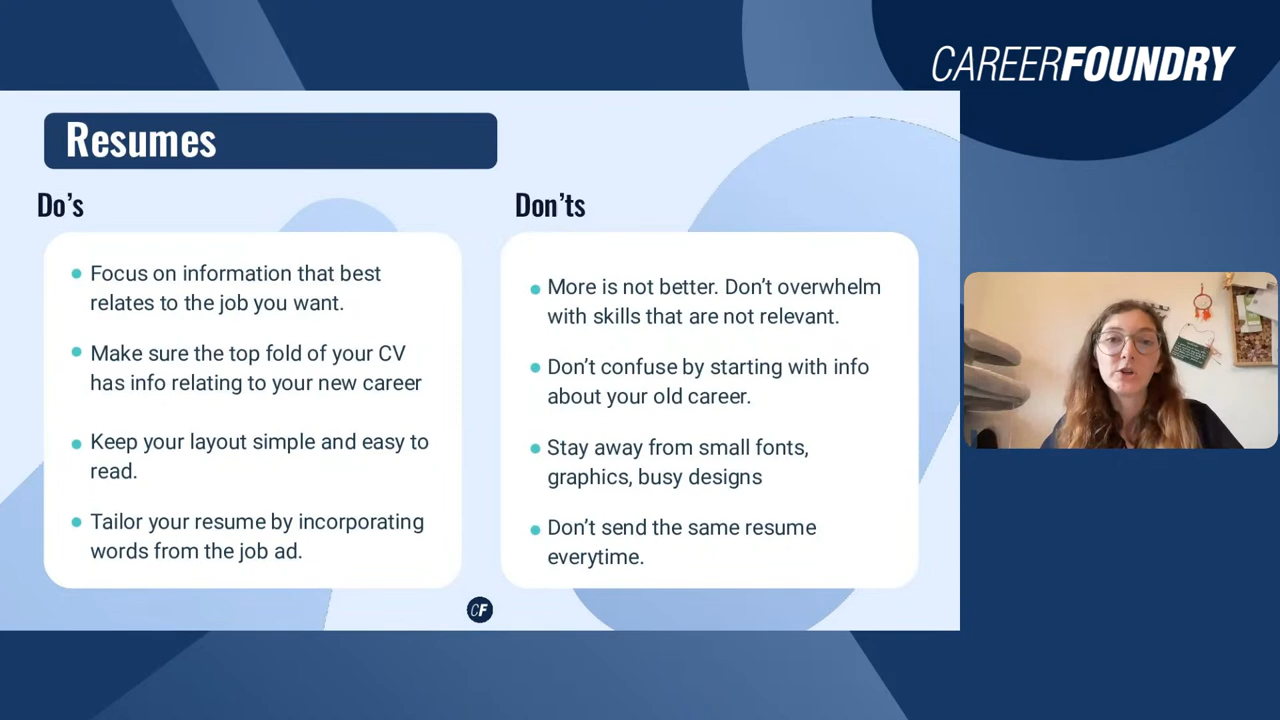 CAREERFOUNDRY
Resumes
Do’s
Focus on information that best
relates to the job you want.
Make sure the top fold of your CV
has info relating to your new career
Keep your layout simple and easy to
read.
Tailor your resume by incorporating
words from the job ad.
Don’ts
More is not better. Don’t overwhelm
with skills that are not relevant.
Don’t confuse by starting with info
about your old career.
Stay away from small fonts,
graphics, busy designs
Don’t send the same resume
everytime.
CF